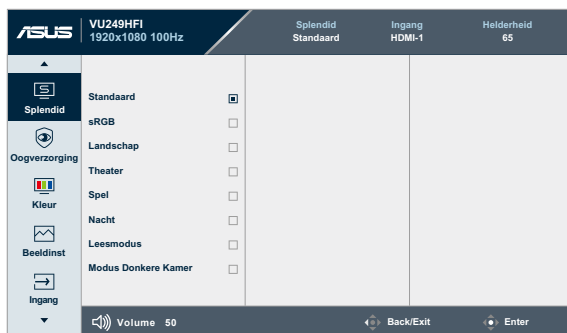 ASUS
VU249HFI
1920x1080 100Hz
Splendid
Standaard
Ingang
HDMI-1
Helderheid
65
Splendid
Oogverzorging
Kleur
Beeldinst
Ingang
Standaard
sRGB
Landschap
Theater
Spel
Nacht
Leesmodus
Modus Donkere Kamer
Volume 50
Back/Exit
Enter